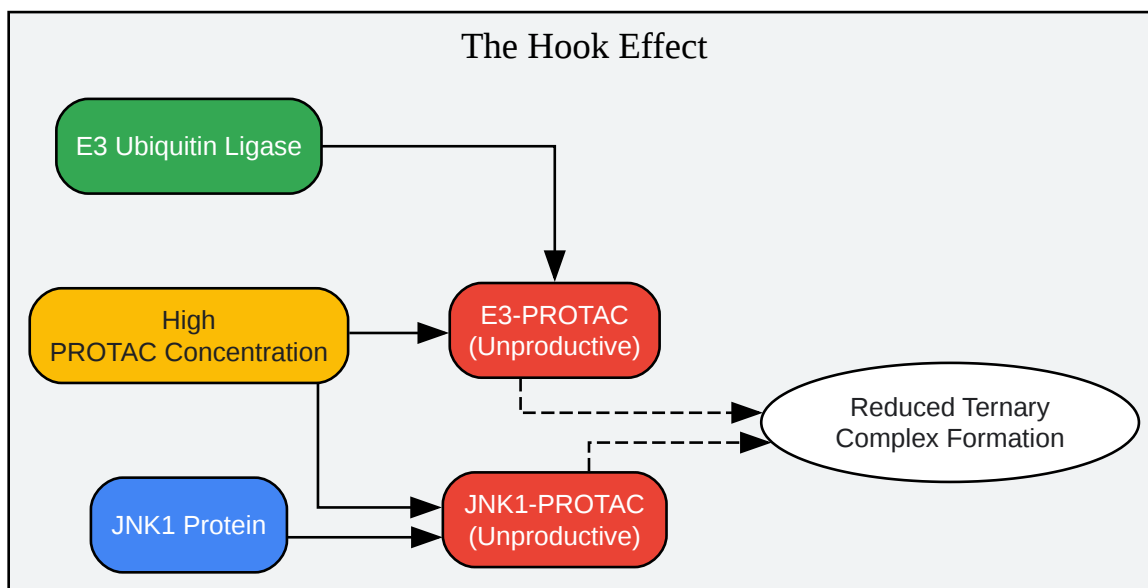 The Hook Effect
E3 Ubiquitin Ligase
High
PROTAC Concentration
E3-PROTAC
(Unproductive)
Reduced Ternary
Complex Formation
JNK1 Protein
JNK1-PROTAC
(Unproductive)